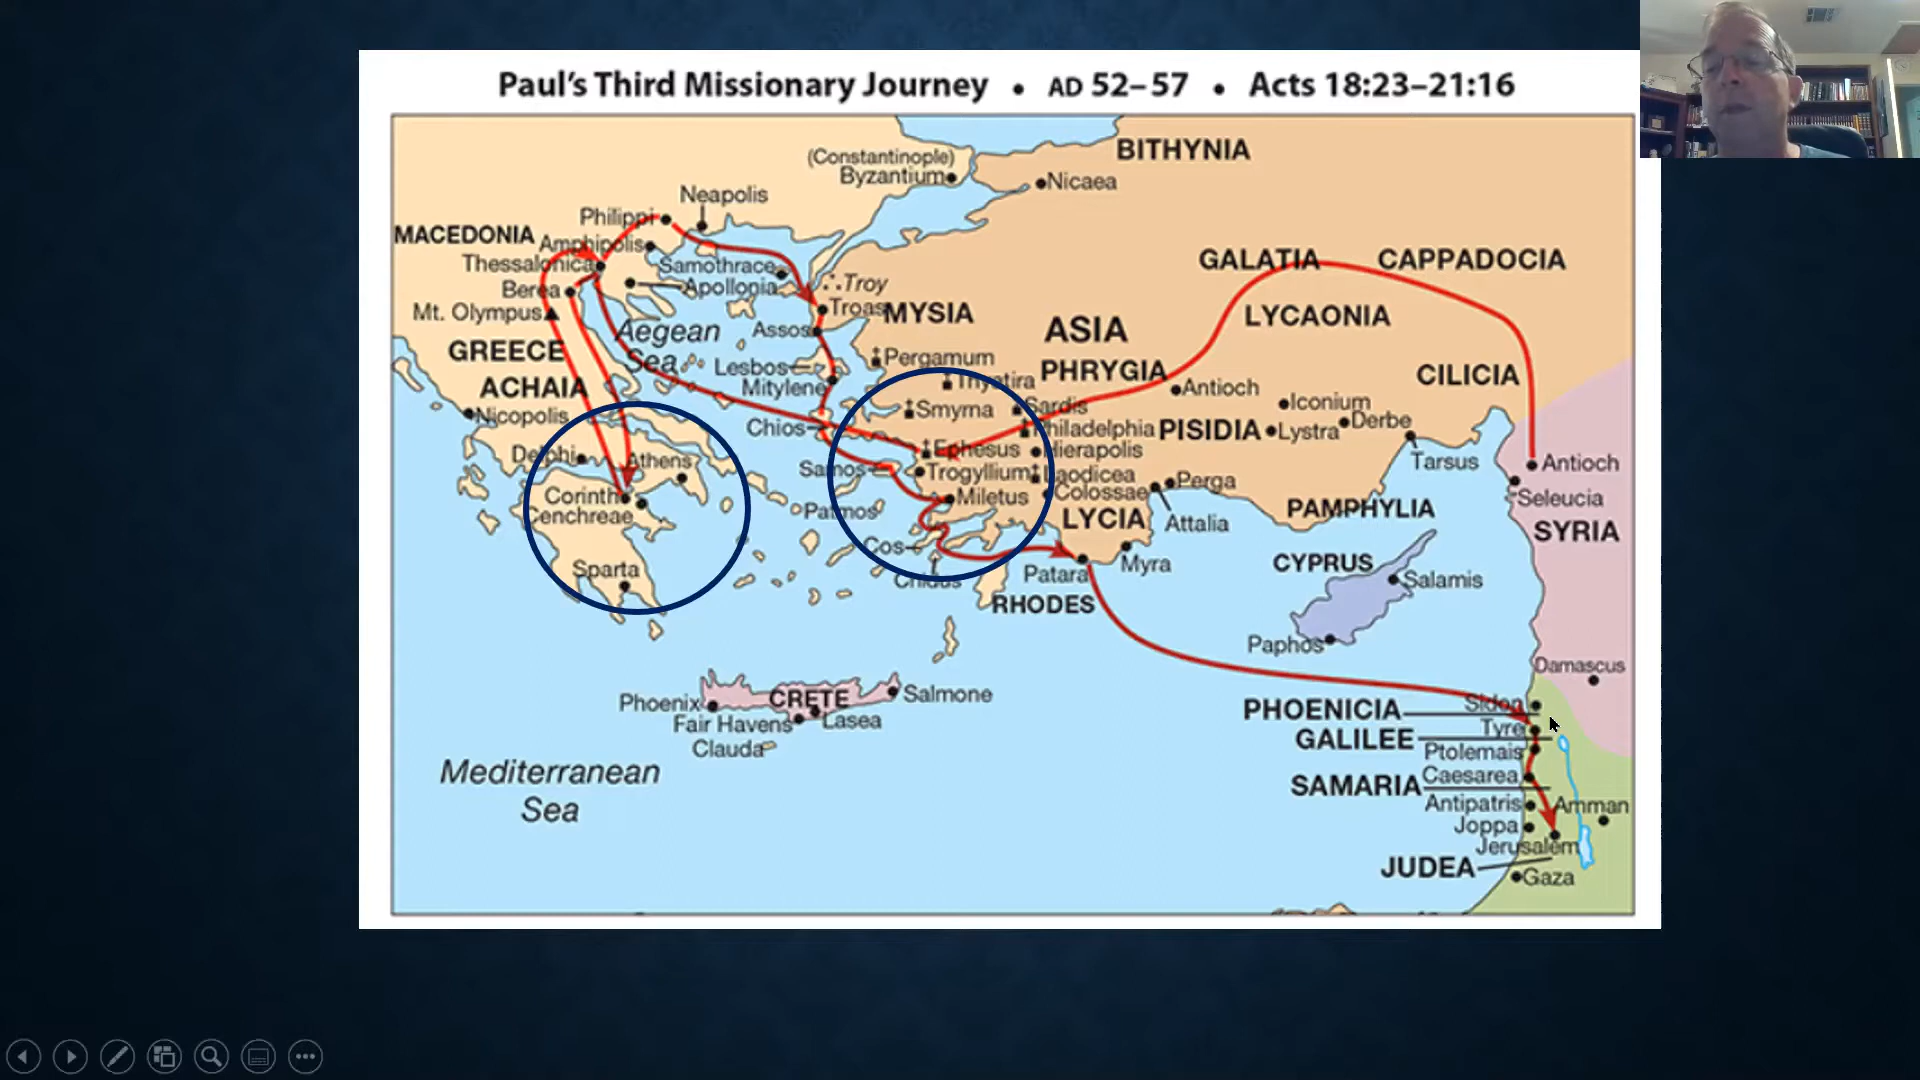 Paul's Third Missionary Journey • AD 52–57 • Acts 18:23–21:16
BITHYNIA
(Constantinople)
Byzantium
Nicaea
Neapolis
Philippi
MACEDONIA
Amphipolis
Thessalonica
Samothrace
Apollonia
Berea
Mt. Olympus
Troy
Troas
MYSIA
Aegean
Sea
Assos
GREECE
Lesbos
Mitylene
ACHAIA
Nicopolis
Pergamum
Thyatira
Smyrna
Sardis
Philadelphia
ASIA
PHRYGIA
GALATIA
CAPPADOCIA
LYCAONIA
CILICIA
Antioch
Iconium
Derbe
PISIDIA
Lystra
Tarsus
Antioch
Seleucia
SYRIA
Chios
Ephesus
Hierapolis
Samos
Trogyllium
Laodicea
Miletus
Colossae
Perga
Attalia
PAMPHYLIA
LYCIA
Delphi
Athens
Corinth
Cenchreae
Sparta
Patmos
Cos
Cnidus
Patara
Myra
RHODES
CYPRUS
Salamis
Paphos
Damascus
Phoenix
CRETE
Salmone
Fair Havens
Lasea
Clauda
Mediterranean
Sea
PHOENICIA
Sidon
Tyre
GALILEE
Ptolemais
SAMARIA
Caesarea
Antipatris
Amman
Joppa
Jerusalem
JUDEA
Gaza